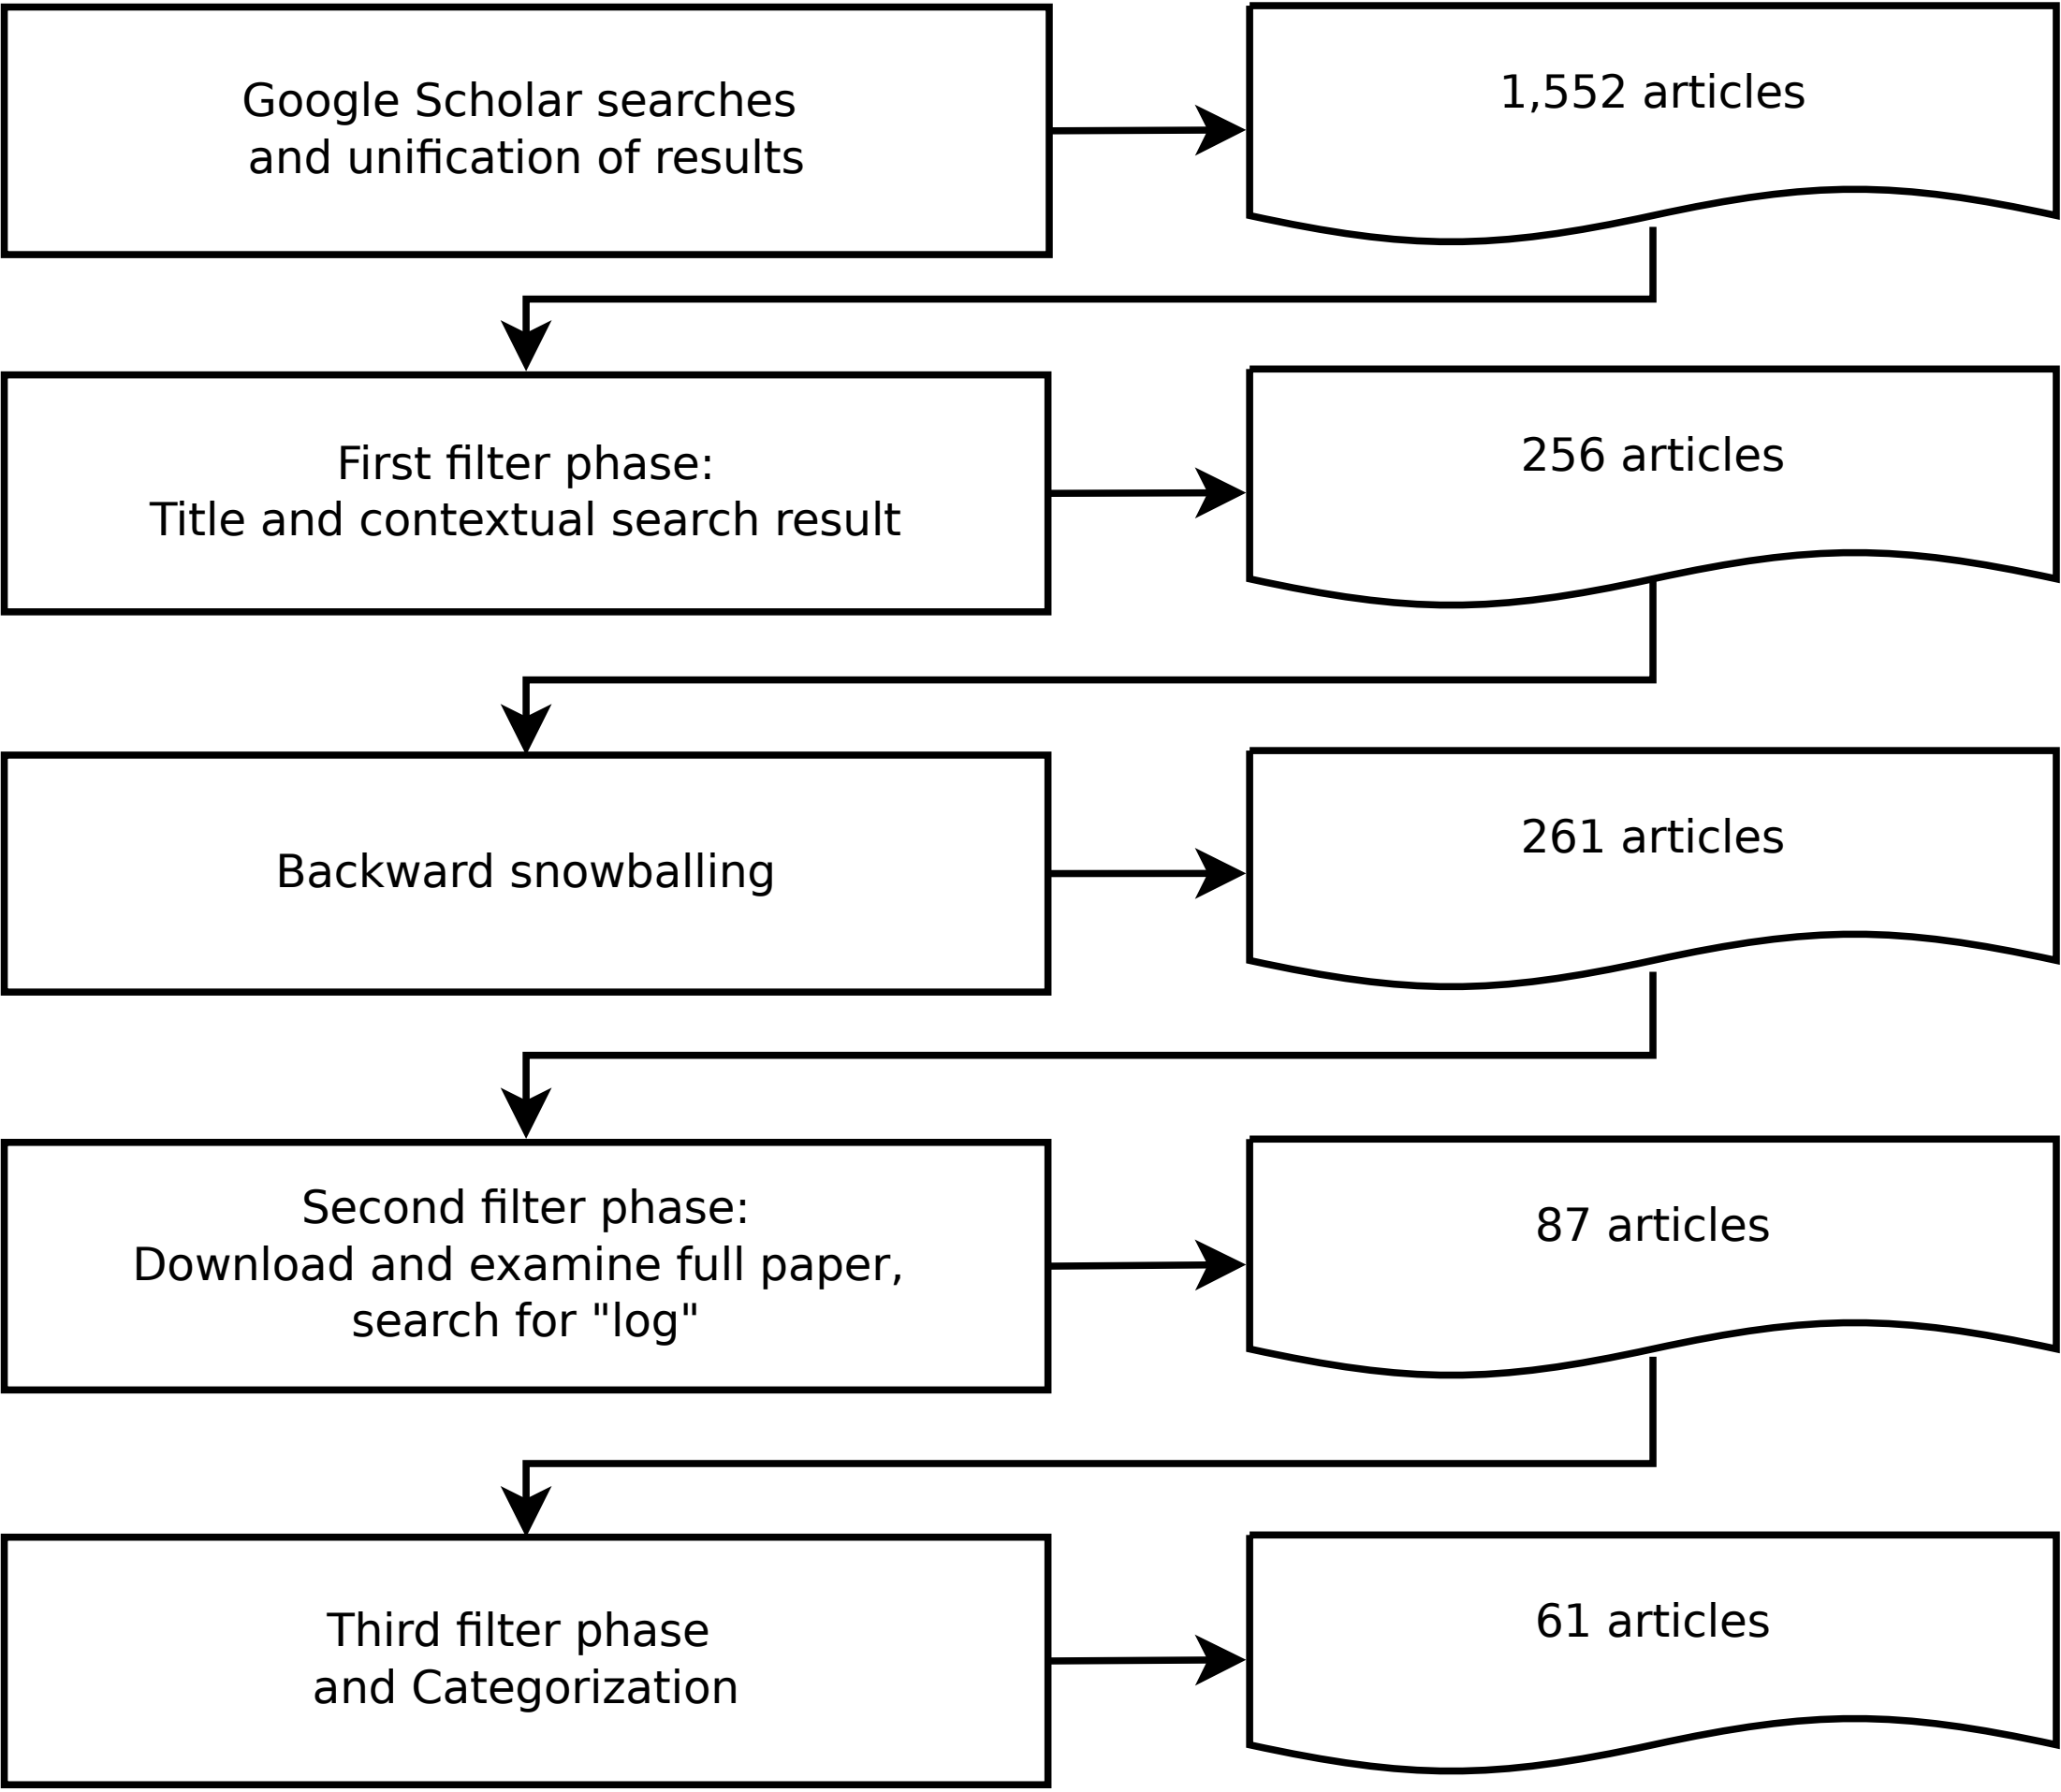 Google Scholar searches
and unification of results
1,552 articles
First filter phase:
Title and contextual search result
256 articles
Backward snowballing
261 articles
Second filter phase:
Download and examine full paper,
search for "log"
87 articles
Third filter phase
and Categorization
61 articles